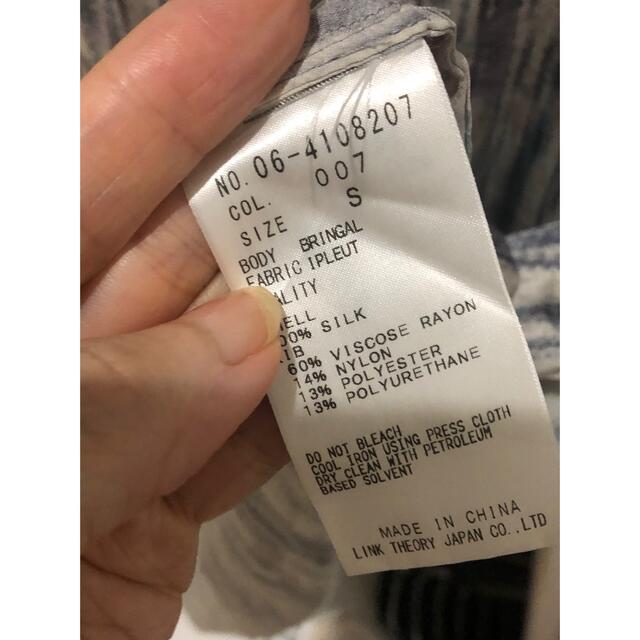 NO. 06-4108207
COL. 007
SIZE S
BODY BRINGAL
FABRIC IPLEUT
ALITY
ELL
00% SILK
IB
60% VISCOSE RAYON
14% NYLON
13% POLYESTER
13% POLYURETHANE
DO NOT BLEACH
COOL IRON USING PRESS CLOTH
DRY CLEAN WITH PETROLEUM
BASED SOLVENT
MADE IN CHINA
LINK THEORY JAPAN CO.,LTD